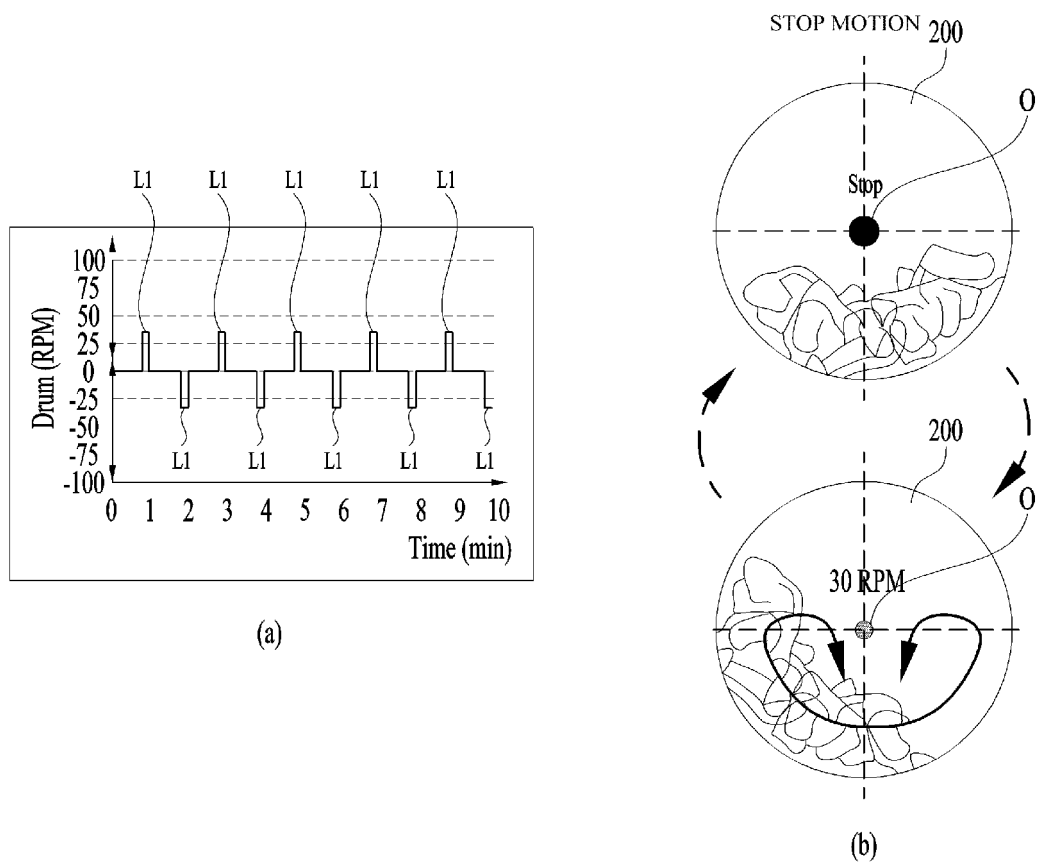 L1 L1 L1 L1 L1
100
75
50
25
0
-25
-50
-75
-100
Drum (RPM)
L1 L1 L1 L1 L1
0 1 2 3 4 5 6 7 8 9 10
Time (min)
(a)
STOP MOTION
200
O
Stop
200
O
30 RPM
(b)